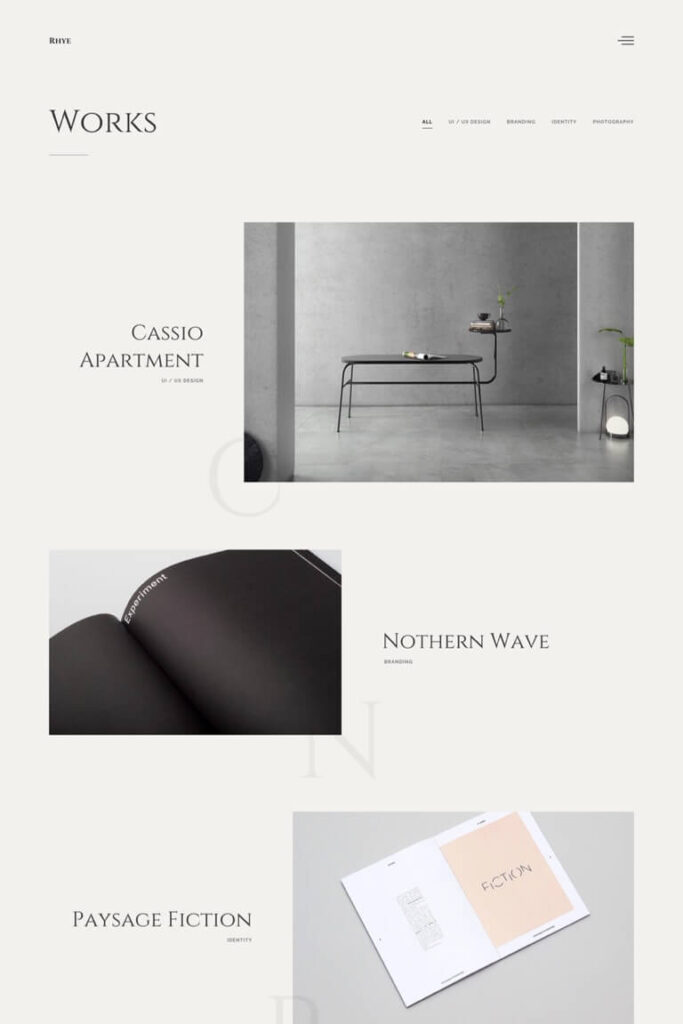 Rhye
Works
ALL UI / UX DESIGN BRANDING IDENTITY PHOTOGRAPHY
Cassio
Apartment
UI / UX DESIGN
O
Experiment
Nothern Wave
BRANDING
N
FICTION
Paysage Fiction
IDENTITY